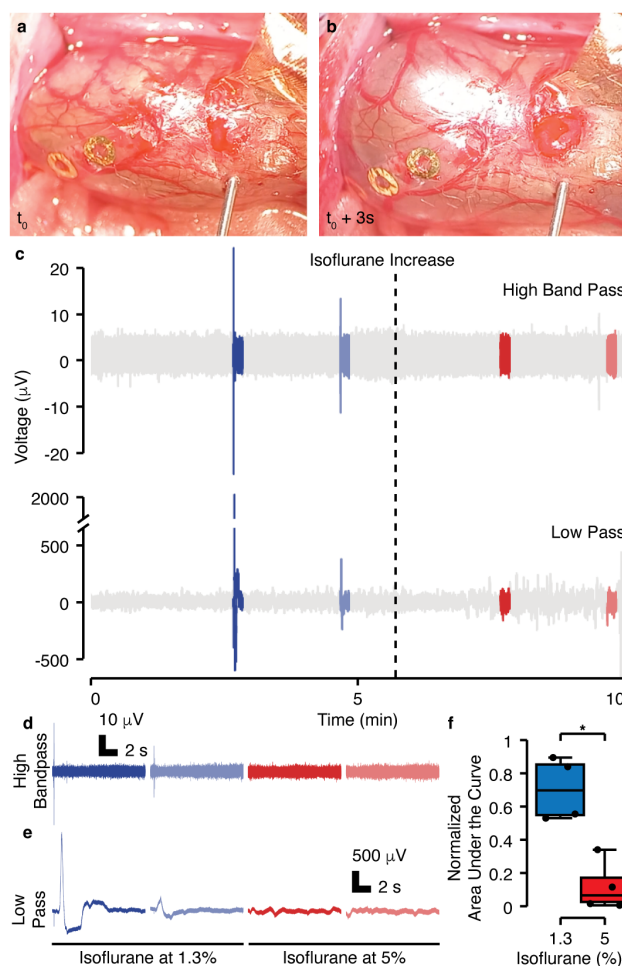 a
b
t0
t0 + 3s
c
Isoflurane Increase
High Band Pass
20
10
0
-10
-20
Voltage (μV)
2000
500
0
-500
Low Pass
0
5
10
Time (min)
d
10 μV
2 s
High
Bandpass
e
500 μV
2 s
Low
Pass
Isoflurane at 1.3%
Isoflurane at 5%
f
*
1
0.8
0.6
0.4
0.2
0
Normalized
Area Under the Curve
1.3
5
Isoflurane (%)